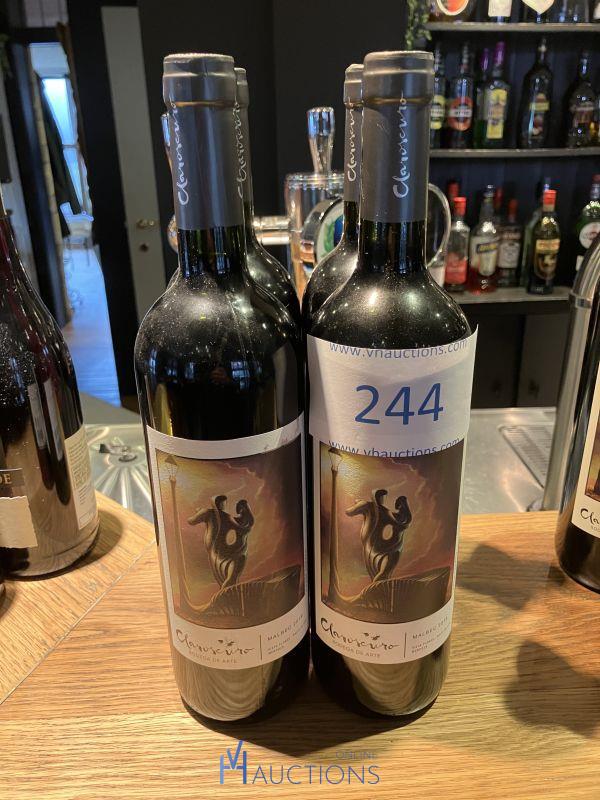 Claroscuro
Claroscuro
www.vhauctions.com
244
www.vhauctions.com
Claroscuro
BODEGA DE ARTE
MALBEC
Claroscuro
BODEGA DE ARTE
MALBEC
VH
ONLINE
AUCTIONS